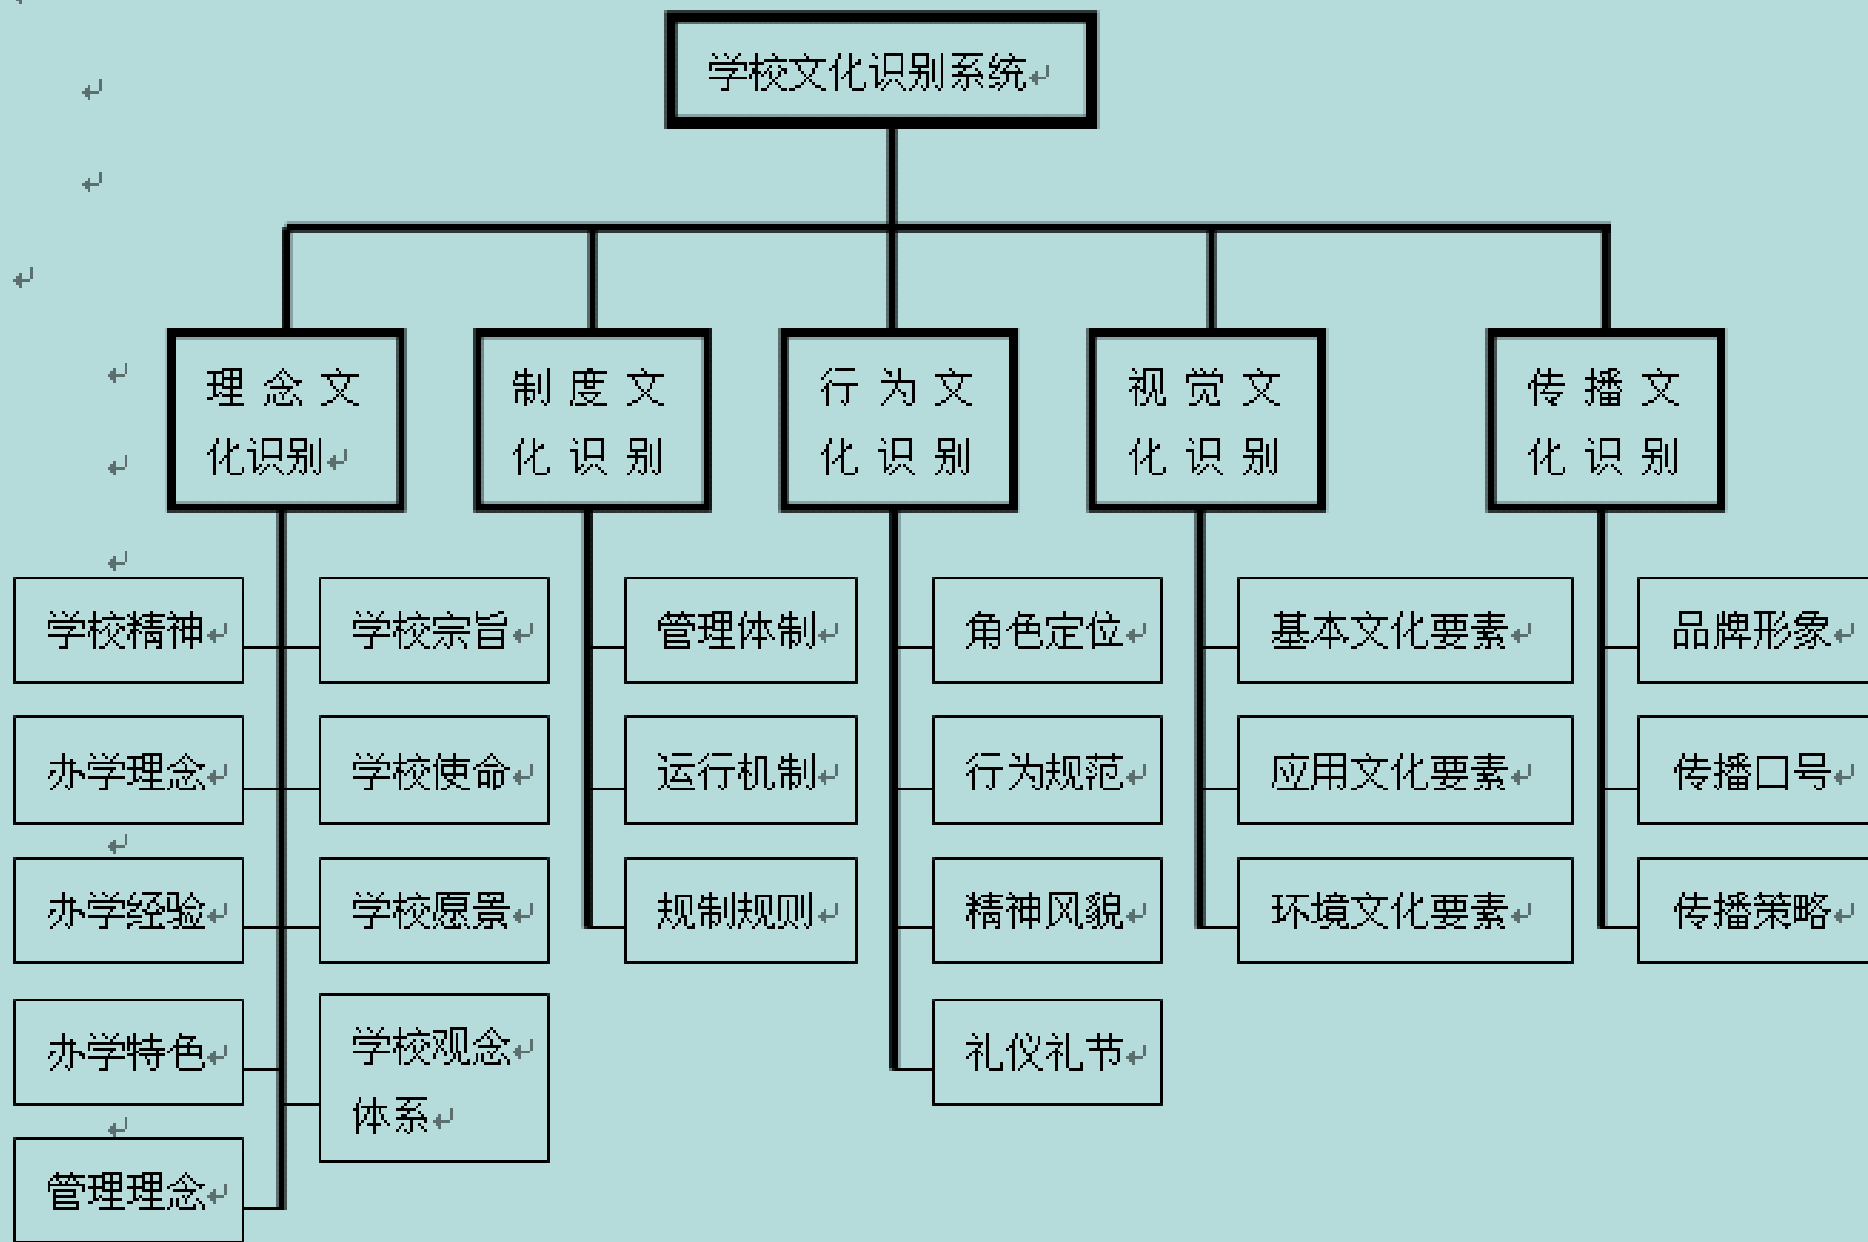 学校文化识别系统
理念文
化识别
制度文
化识别
行为文
化识别
视觉文
化识别
传播文
化识别
学校精神
学校宗旨
管理体制
角色定位
基本文化要素
品牌形象
办学理念
学校使命
运行机制
行为规范
应用文化要素
传播口号
办学经验
学校愿景
规制规则
精神风貌
环境文化要素
传播策略
办学特色
学校观念
体系
礼仪礼节
管理理念